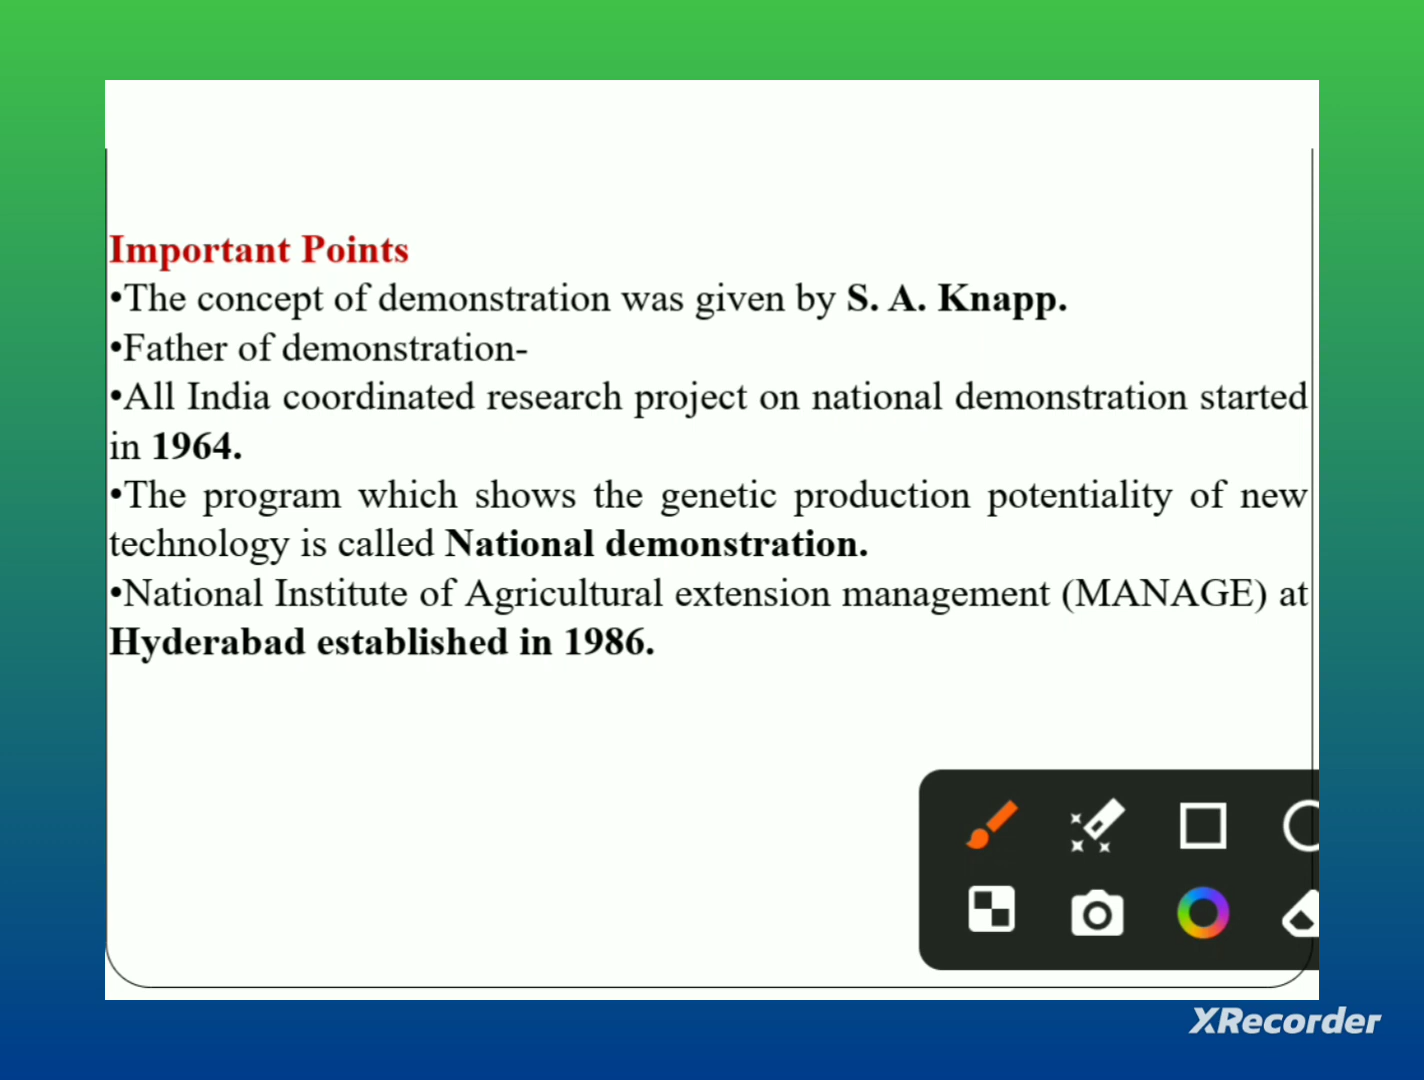 Important Points
•The concept of demonstration was given by S. A. Knapp.
•Father of demonstration-
•All India coordinated research project on national demonstration started
in 1964.
•The program which shows the genetic production potentiality of new
technology is called National demonstration.
•National Institute of Agricultural extension management (MANAGE) at
Hyderabad established in 1986.
XRecorder